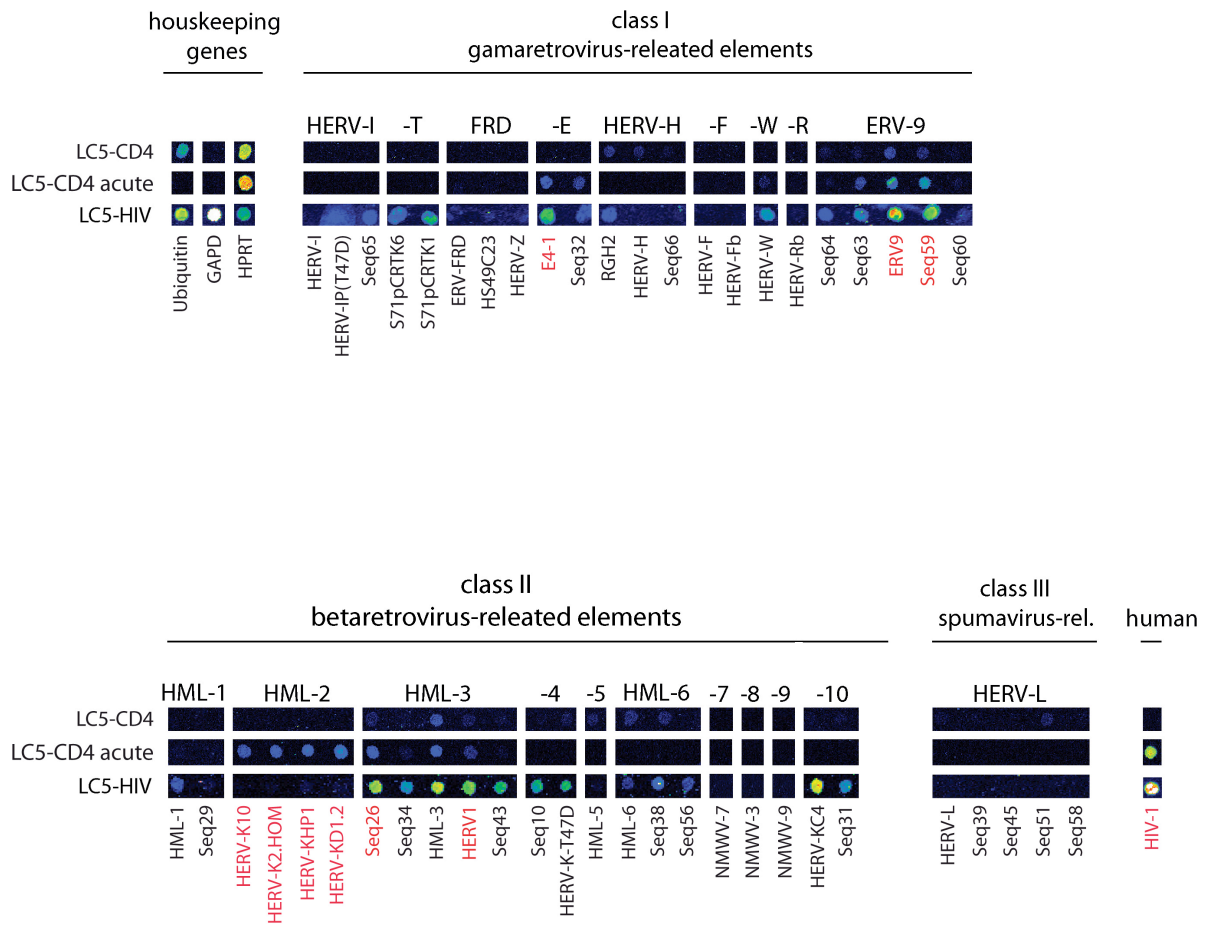 houskeeping
genes
class I
gamaretrovirus-releated elements
HERV-I -T FRD -E HERV-H -F -W -R ERV-9
LC5-CD4
LC5-CD4 acute
LC5-HIV
Ubiquitin
GAPD
HPRT
HERV-I
HERV-IP(T47D)
Seq65
S71pCRTK6
S71pCRTK1
ERV-FRD
HS49C23
HERV-Z
E4-1
Seq32
RGH2
HERV-H
Seq66
HERV-F
HERV-Fb
HERV-W
HERV-Rb
Seq64
Seq63
ERV9
Seq59
Seq60
class II
betaretrovirus-releated elements
class III
spumavirus-rel.
human
HML-1 HML-2 HML-3 -4 -5 HML-6 -7 -8 -9 -10 HERV-L
LC5-CD4
LC5-CD4 acute
LC5-HIV
HML-1
Seq29
HERV-K10
HERV-K2.HOM
HERV-KHP1
HERV-KD1.2
Seq26
Seq34
HML-3
HERV1
Seq43
Seq10
HERV-K-T47D
HML-5
HML-6
Seq38
Seq56
NMWV-7
NMWV-3
NMWV-9
HERV-KC4
Seq31
HERV-L
Seq39
Seq45
Seq51
Seq58
HIV-1